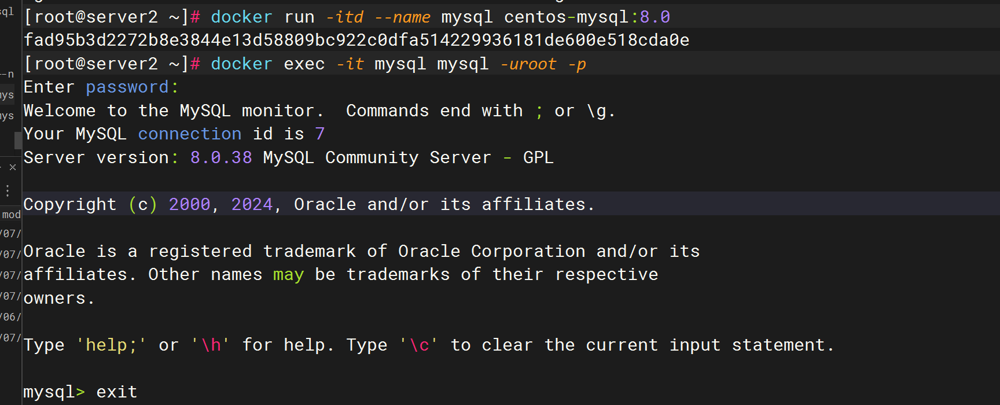 sql
[root@server2 ~]# docker run -itd --name mysql centos-mysql:8.0
fad95b3d2272b8e3844e13d58809bc922c0dfa514229936181de600e518cda0e
[root@server2 ~]# docker exec -it mysql mysql -uroot -p
--n
Enter password:
mys
Welcome to the MySQL monitor.  Commands end with ; or \g.
mys
Your MySQL connection id is 7
Server version: 8.0.38 MySQL Community Server - GPL
Copyright (c) 2000, 2024, Oracle and/or its affiliates.
mod
/07/
Oracle is a registered trademark of Oracle Corporation and/or its
/07/
affiliates. Other names may be trademarks of their respective
/07/
owners.
/07/
/06/
/07/
Type 'help;' or '\h' for help. Type '\c' to clear the current input statement.
mysql> exit